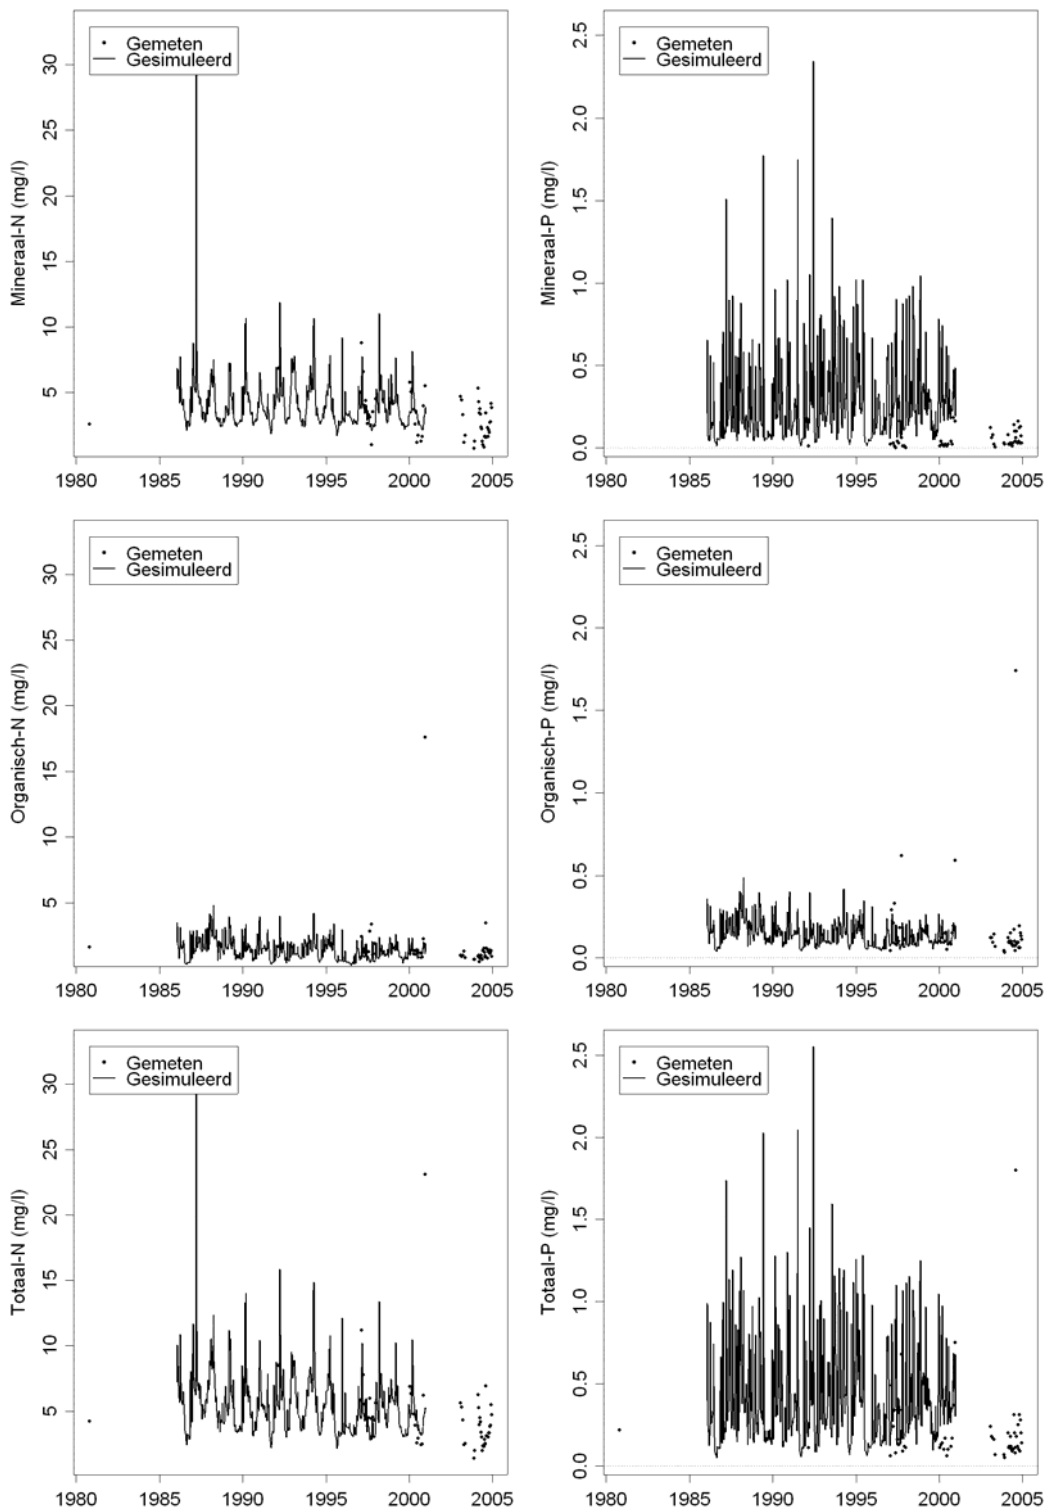 Mineraal-N (mg/l)
30
25
20
15
10
5
Gemeten
Gesimuleerd
1980 1985 1990 1995 2000 2005
Mineraal-P (mg/l)
2.5
2.0
1.5
1.0
0.5
0.0
Gemeten
Gesimuleerd
1980 1985 1990 1995 2000 2005
Organisch-N (mg/l)
30
25
20
15
10
5
Gemeten
Gesimuleerd
1980 1985 1990 1995 2000 2005
Organisch-P (mg/l)
2.5
2.0
1.5
1.0
0.5
0.0
Gemeten
Gesimuleerd
1980 1985 1990 1995 2000 2005
Totaal-N (mg/l)
30
25
20
15
10
5
Gemeten
Gesimuleerd
1980 1985 1990 1995 2000 2005
Totaal-P (mg/l)
2.5
2.0
1.5
1.0
0.5
0.0
Gemeten
Gesimuleerd
1980 1985 1990 1995 2000 2005